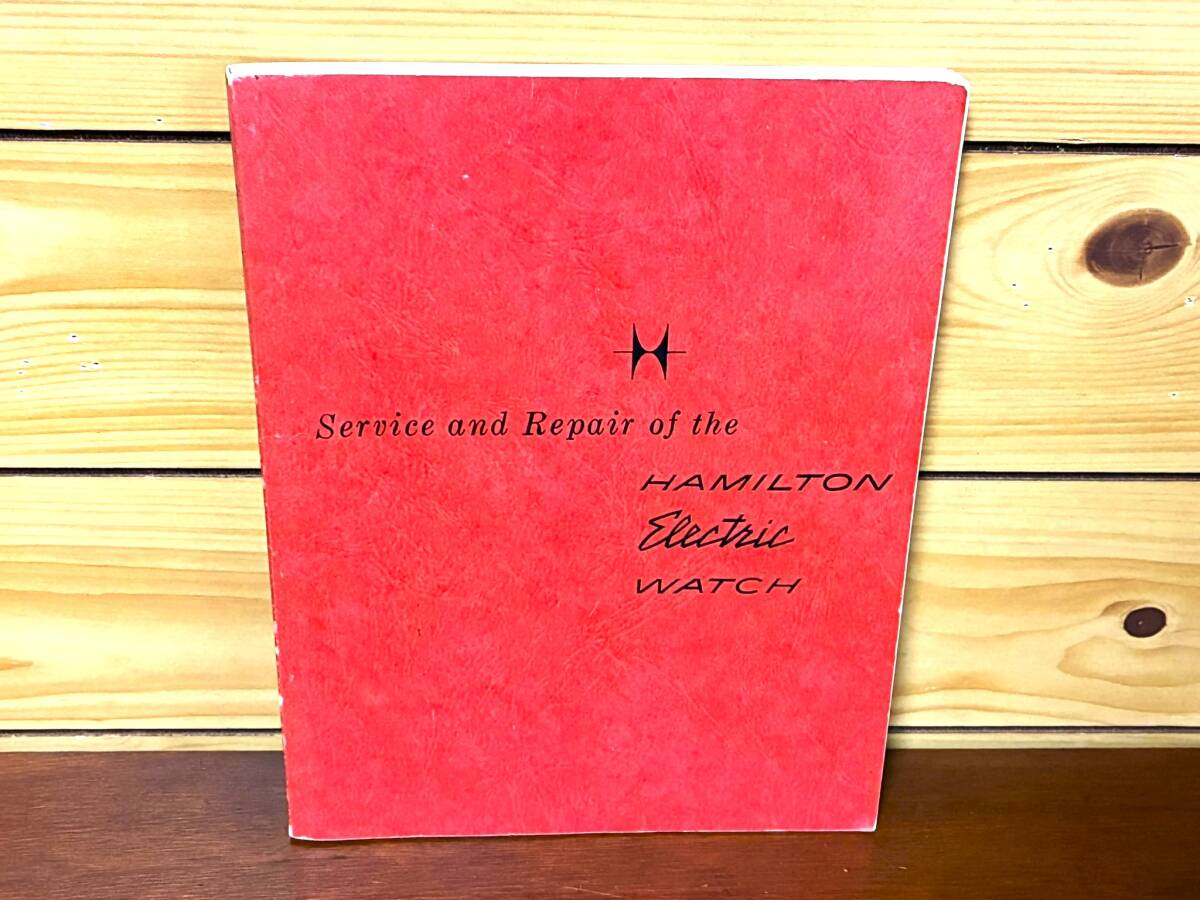 Service and Repair of the
HAMILTON
Electric
WATCH